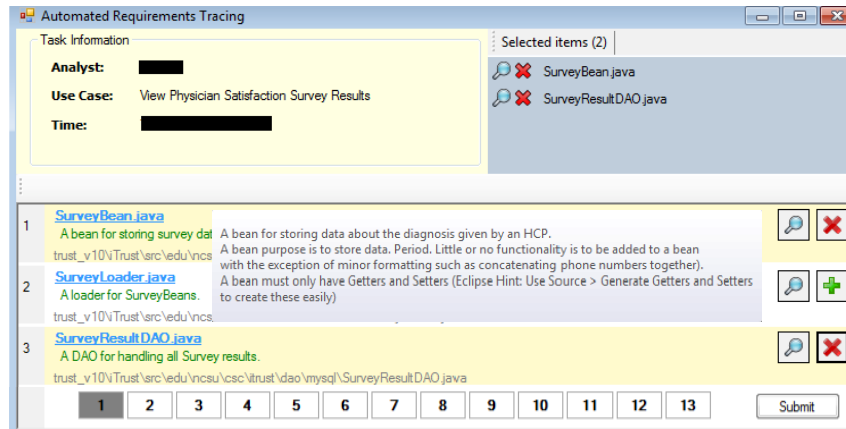 Automated Requirements Tracing
Task Information
Analyst:
Use Case: View Physician Satisfaction Survey Results
Time:
Selected items (2)
SurveyBean.java
SurveyResultDAO.java
1
SurveyBean.java
A bean for storing survey dat
trust_v10\iTrust\src\edu\ncs
A bean for storing data about the diagnosis given by an HCP.
A bean purpose is to store data. Period. Little or no functionality is to be added to a bean
with the exception of minor formatting such as concatenating phone numbers together).
A bean must only have Getters and Setters (Eclipse Hint: Use Source > Generate Getters and Setters
to create these easily)
2
SurveyLoader.java
A loader for SurveyBeans.
trust_v10\iTrust\src\edu\ncs
3
SurveyResultDAO.java
A DAO for handling all Survey results.
trust_v10\iTrust\src\edu\ncsu\csc\itrust\dao\mysql\SurveyResultDAO.java
1 2 3 4 5 6 7 8 9 10 11 12 13 Submit